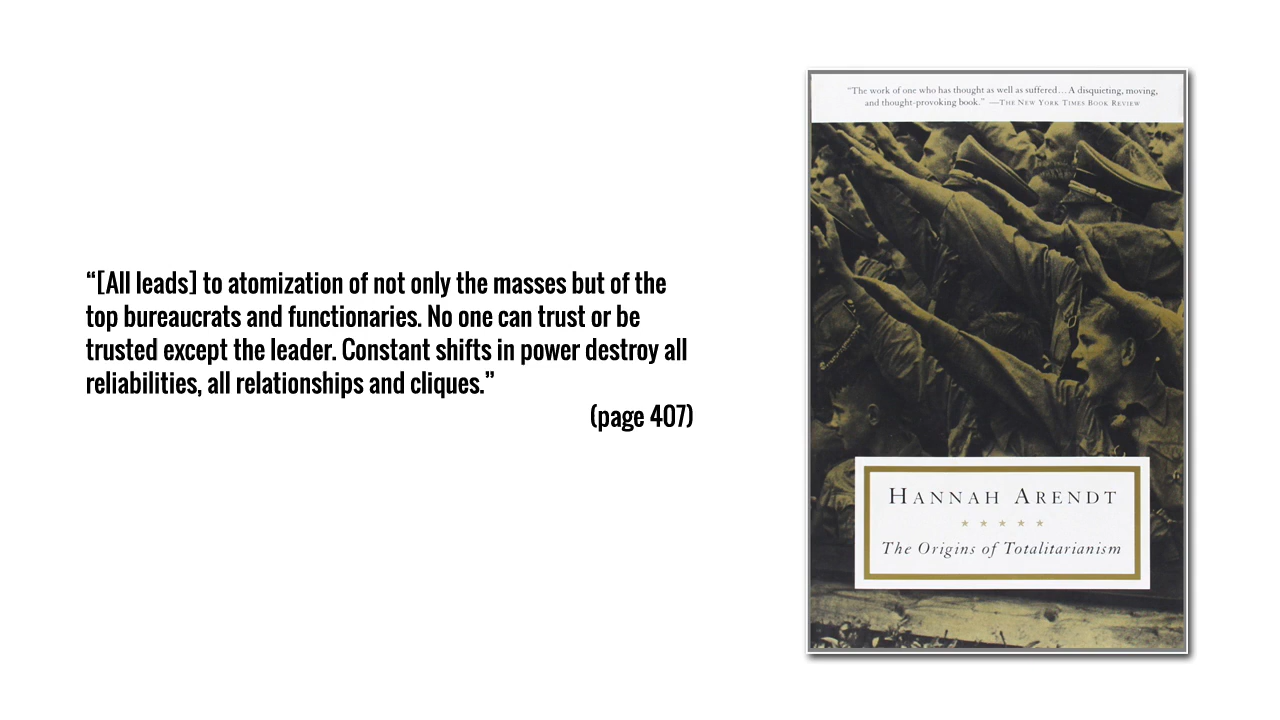 “[All leads] to atomization of not only the masses but of the
top bureaucrats and functionaries. No one can trust or be
trusted except the leader. Constant shifts in power destroy all
reliabilities, all relationships and cliques.”
(page 407)
“The work of one who has thought as well as suffered…A disquieting, moving,
and thought-provoking book.” —The New York Times Book Review
Hannah Arendt
The Origins of Totalitarianism